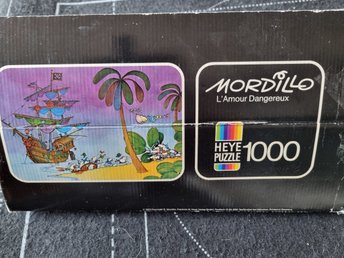 MORDILLO
L'Amour Dangereux
HEYE
PUZZLE
1000